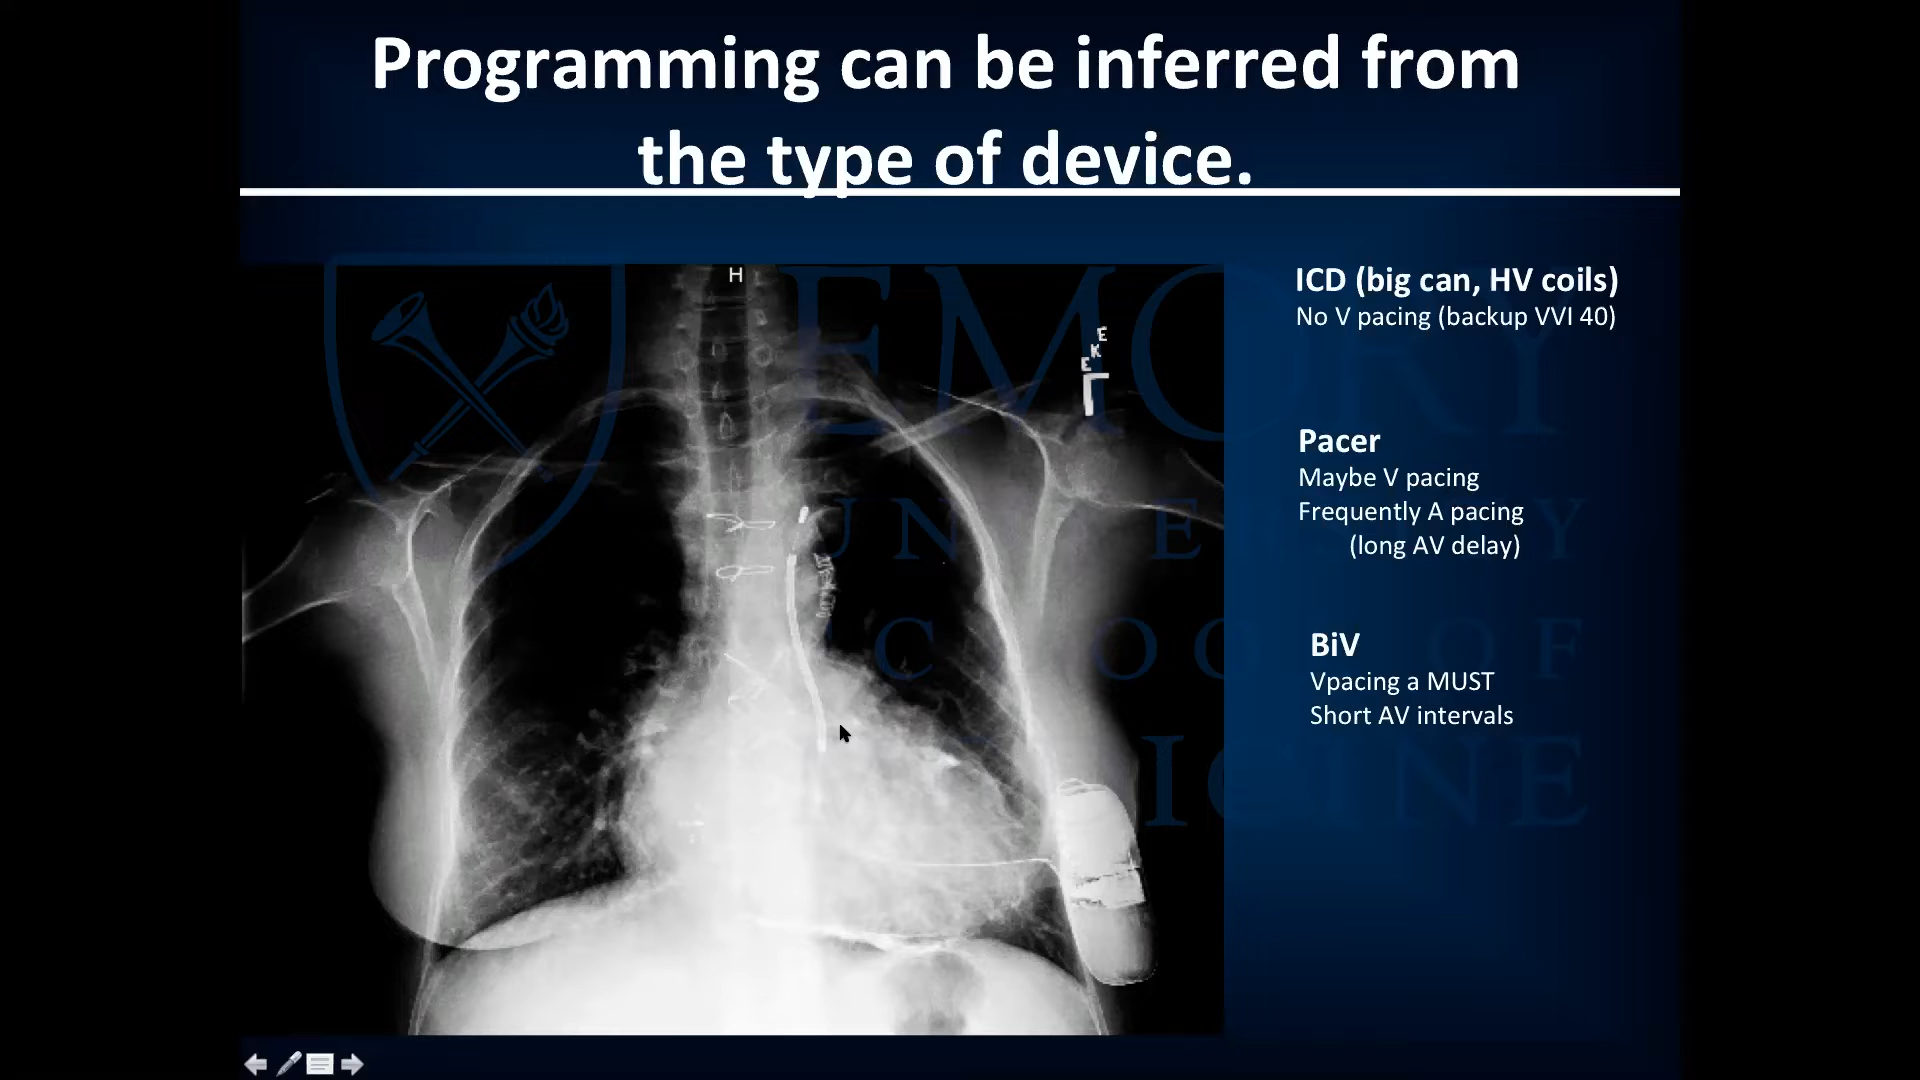 Programming can be inferred from
the type of device.
H
E
K
E
ICD (big can, HV coils)
No V pacing (backup VVI 40)
Pacer
Maybe V pacing
Frequently A pacing
(long AV delay)
BiV
Vpacing a MUST
Short AV intervals
EMORY